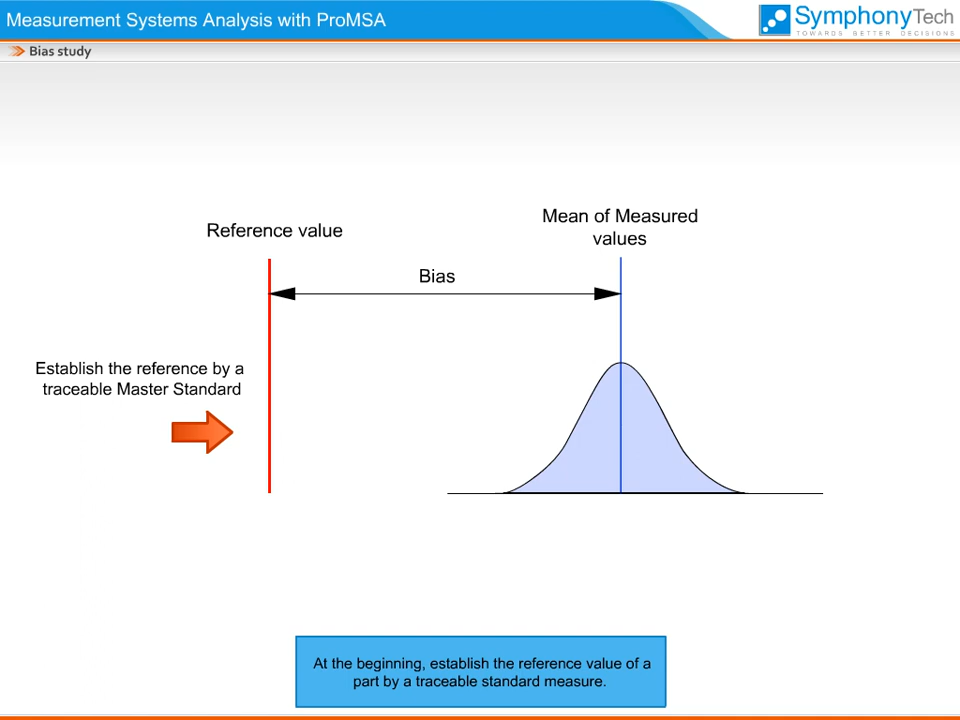 Measurement Systems Analysis with ProMSA
SymphonyTech
TOWARDS BETTER DECISIONS
Bias study
Reference value
Mean of Measured
values
Bias
Establish the reference by a
traceable Master Standard
At the beginning, establish the reference value of a
part by a traceable standard measure.